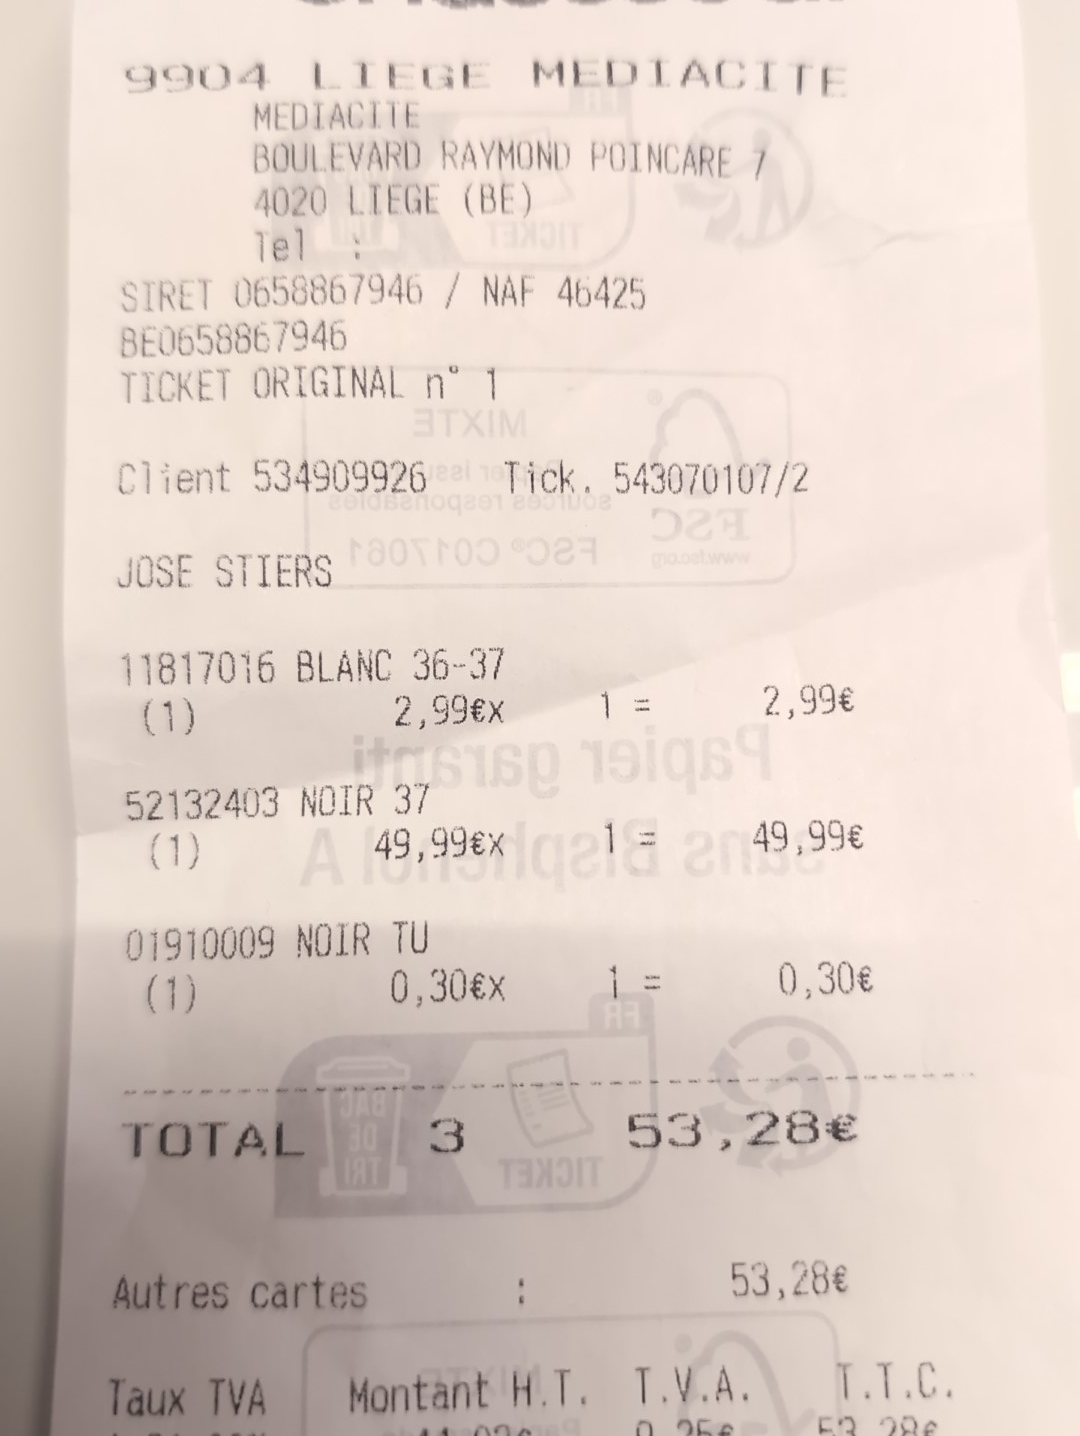 9904 LIEGE MEDIACITE
MEDIACITE
BOULEVARD RAYMOND POINCARE 7
4020 LIEGE (BE)
Tel :
SIRET 0658867946 / NAF 46425
BE0658867946
TICKET ORIGINAL n° 1
Client 534909926 Tick. 543070107/2
JOSE STIERS
11817016 BLANC 36-37
(1) 2,99€x 1 = 2,99€
52132403 NOIR 37
(1) 49,99€x 1 = 49,99€
01910009 NOIR TU
(1) 0,30€x 1 = 0,30€
TOTAL 3 53,28€
Autres cartes : 53,28€
Taux TVA Montant H.T. T.V.A. T.T.C.
53,28€